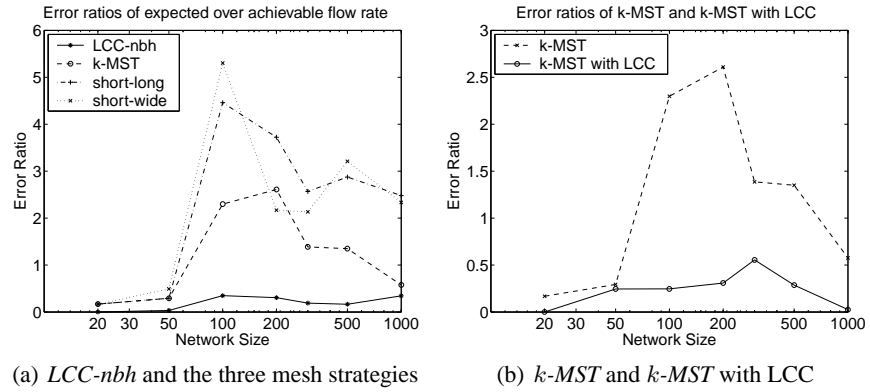 Error ratios of expected over achievable flow rate
6
5
4
3
2
1
0
Error Ratio
LCC-nbh
k-MST
short-long
short-wide
20 30 50 100 200 500 1000
Network Size
(a) LCC-nbh and the three mesh strategies
Error ratios of k-MST and k-MST with LCC
3
2.5
2
1.5
1
0.5
0
Error Ratio
k-MST
k-MST with LCC
20 30 50 100 200 500 1000
Network Size
(b) k-MST and k-MST with LCC